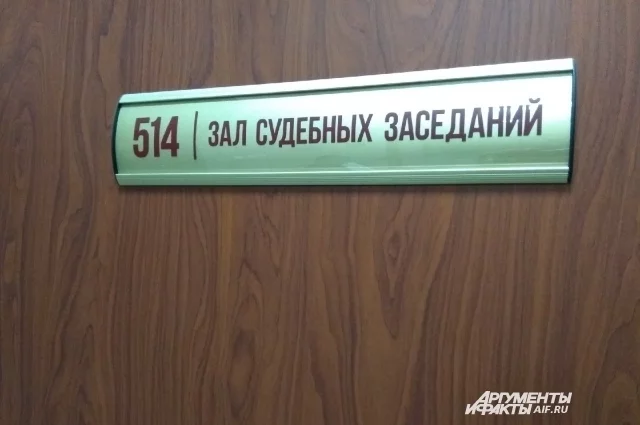 514 | ЗАЛ СУДЕБНЫХ ЗАСЕДАНИЙ
АРГУМЕНТЫ
И ФАКТЫ AIF.RU